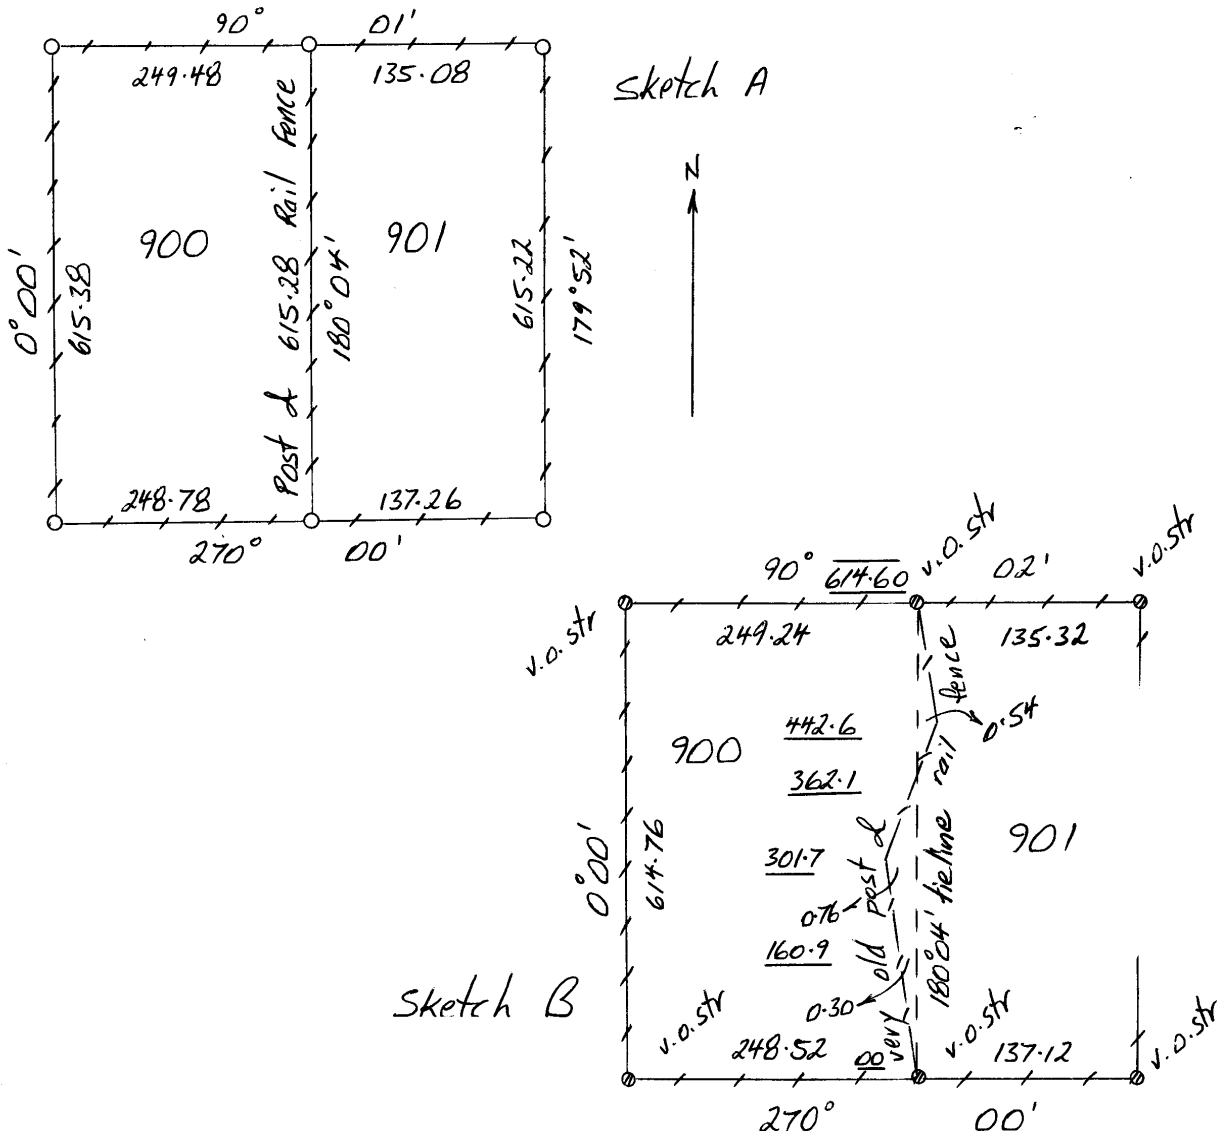 90° 01'
249·48
135·08
Sketch A
N
900
901
Post & 615·28 Rail Fence
180°04'
0°00'
615·38
615·22
179°52'
248·78
137·26
270° 00'
90° 614·60 02'
v.o.str
v.o.str
v.o.str
249·24
135·32
442·6
0·54
900
362·1
901
301·7
0·76
160·9
0·30
0°00'
614·76
very old post & rail fence
180°04' tieline
Sketch B
v.o.str
v.o.str
v.o.str
248·52
00
137·12
270° 00'